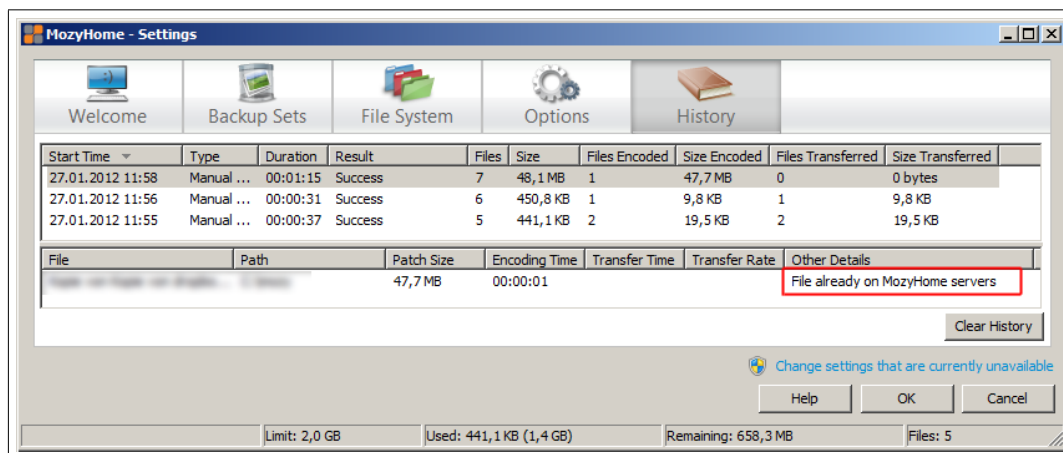 MozyHome - Settings
Welcome Backup Sets File System Options History
Start Time Type Duration Result Files Size Files Encoded Size Encoded Files Transferred Size Transferred
27.01.2012 11:58 Manual ... 00:01:15 Success 7 48,1 MB 1 47,7 MB 0 0 bytes
27.01.2012 11:56 Manual ... 00:00:31 Success 6 450,8 KB 1 9,8 KB 1 9,8 KB
27.01.2012 11:55 Manual ... 00:00:37 Success 5 441,1 KB 2 19,5 KB 2 19,5 KB
File Path Patch Size Encoding Time Transfer Time Transfer Rate Other Details
47,7 MB 00:00:01 File already on MozyHome servers
Clear History
Change settings that are currently unavailable
Help OK Cancel
Limit: 2,0 GB Used: 441,1 KB (1,4 GB) Remaining: 658,3 MB Files: 5